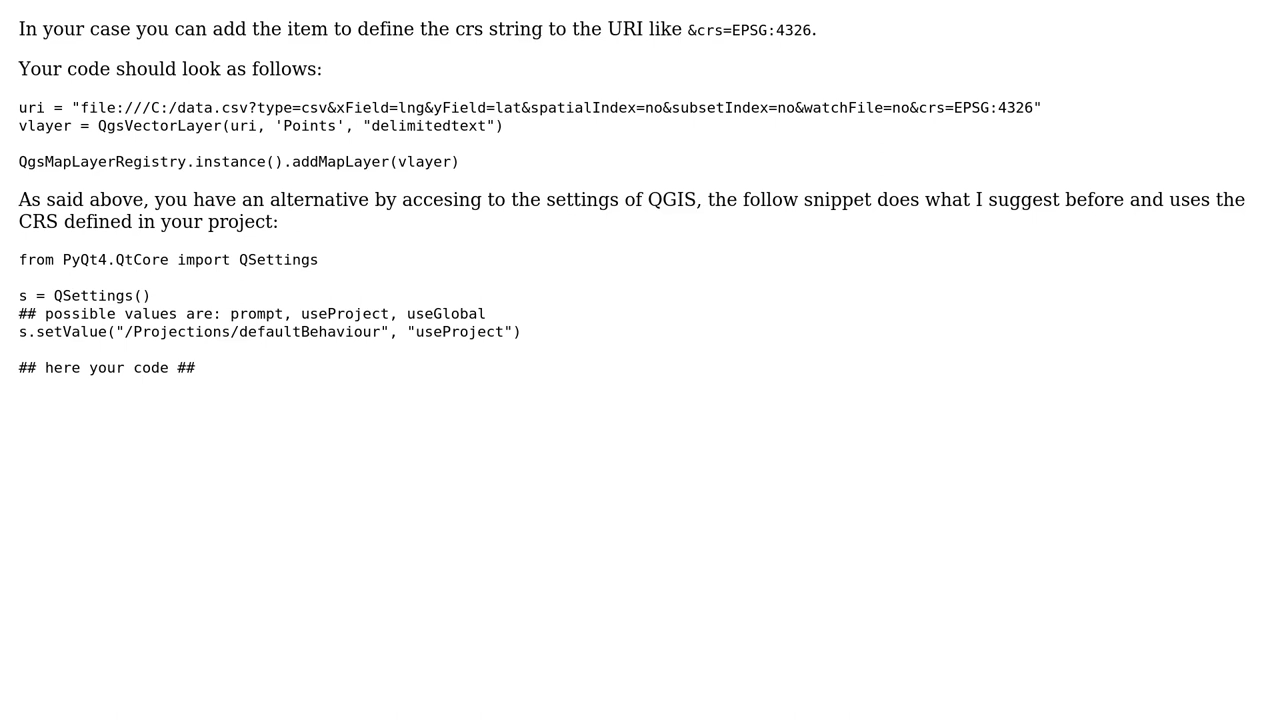 In your case you can add the item to define the crs string to the URI like &crs=EPSG:4326.
Your code should look as follows:
uri = "file:///C:/data.csv?type=csv&xField=lng&yField=lat&spatialIndex=no&subsetIndex=no&watchFile=no&crs=EPSG:4326"
vlayer = QgsVectorLayer(uri, 'Points', "delimitedtext")
QgsMapLayerRegistry.instance().addMapLayer(vlayer)
As said above, you have an alternative by accesing to the settings of QGIS, the follow snippet does what I suggest before and uses the
CRS defined in your project:
from PyQt4.QtCore import QSettings
s = QSettings()
## possible values are: prompt, useProject, useGlobal
s.setValue("/Projections/defaultBehaviour", "useProject")
## here your code ##